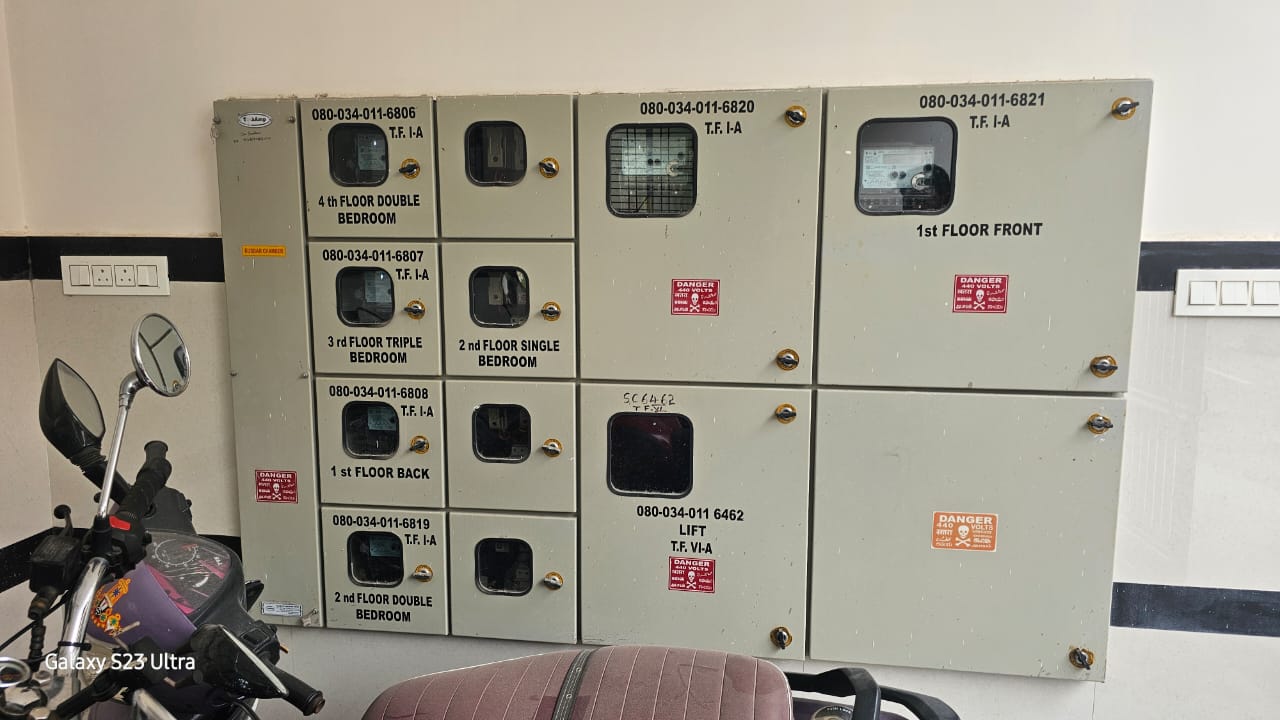 080-034-011-6806
T.F. I-A
4 th FLOOR DOUBLE
BEDROOM
080-034-011-6807
T.F. I-A
3 rd FLOOR TRIPLE
BEDROOM
2 nd FLOOR SINGLE
BEDROOM
080-034-011-6808
T.F. I-A
1 st FLOOR BACK
080-034-011-6819
T.F. I-A
2 nd FLOOR DOUBLE
BEDROOM
080-034-011-6820
T.F. I-A
DANGER
440 VOLTS
SC6462
T.F. VI-
080-034-011 6462
LIFT
T.F. VI-A
DANGER
440 VOLTS
080-034-011-6821
T.F. I-A
1st FLOOR FRONT
DANGER
440 VOLTS
DANGER
440 VOLTS
DANGER
440 VOLTS
Galaxy S23 Ultra